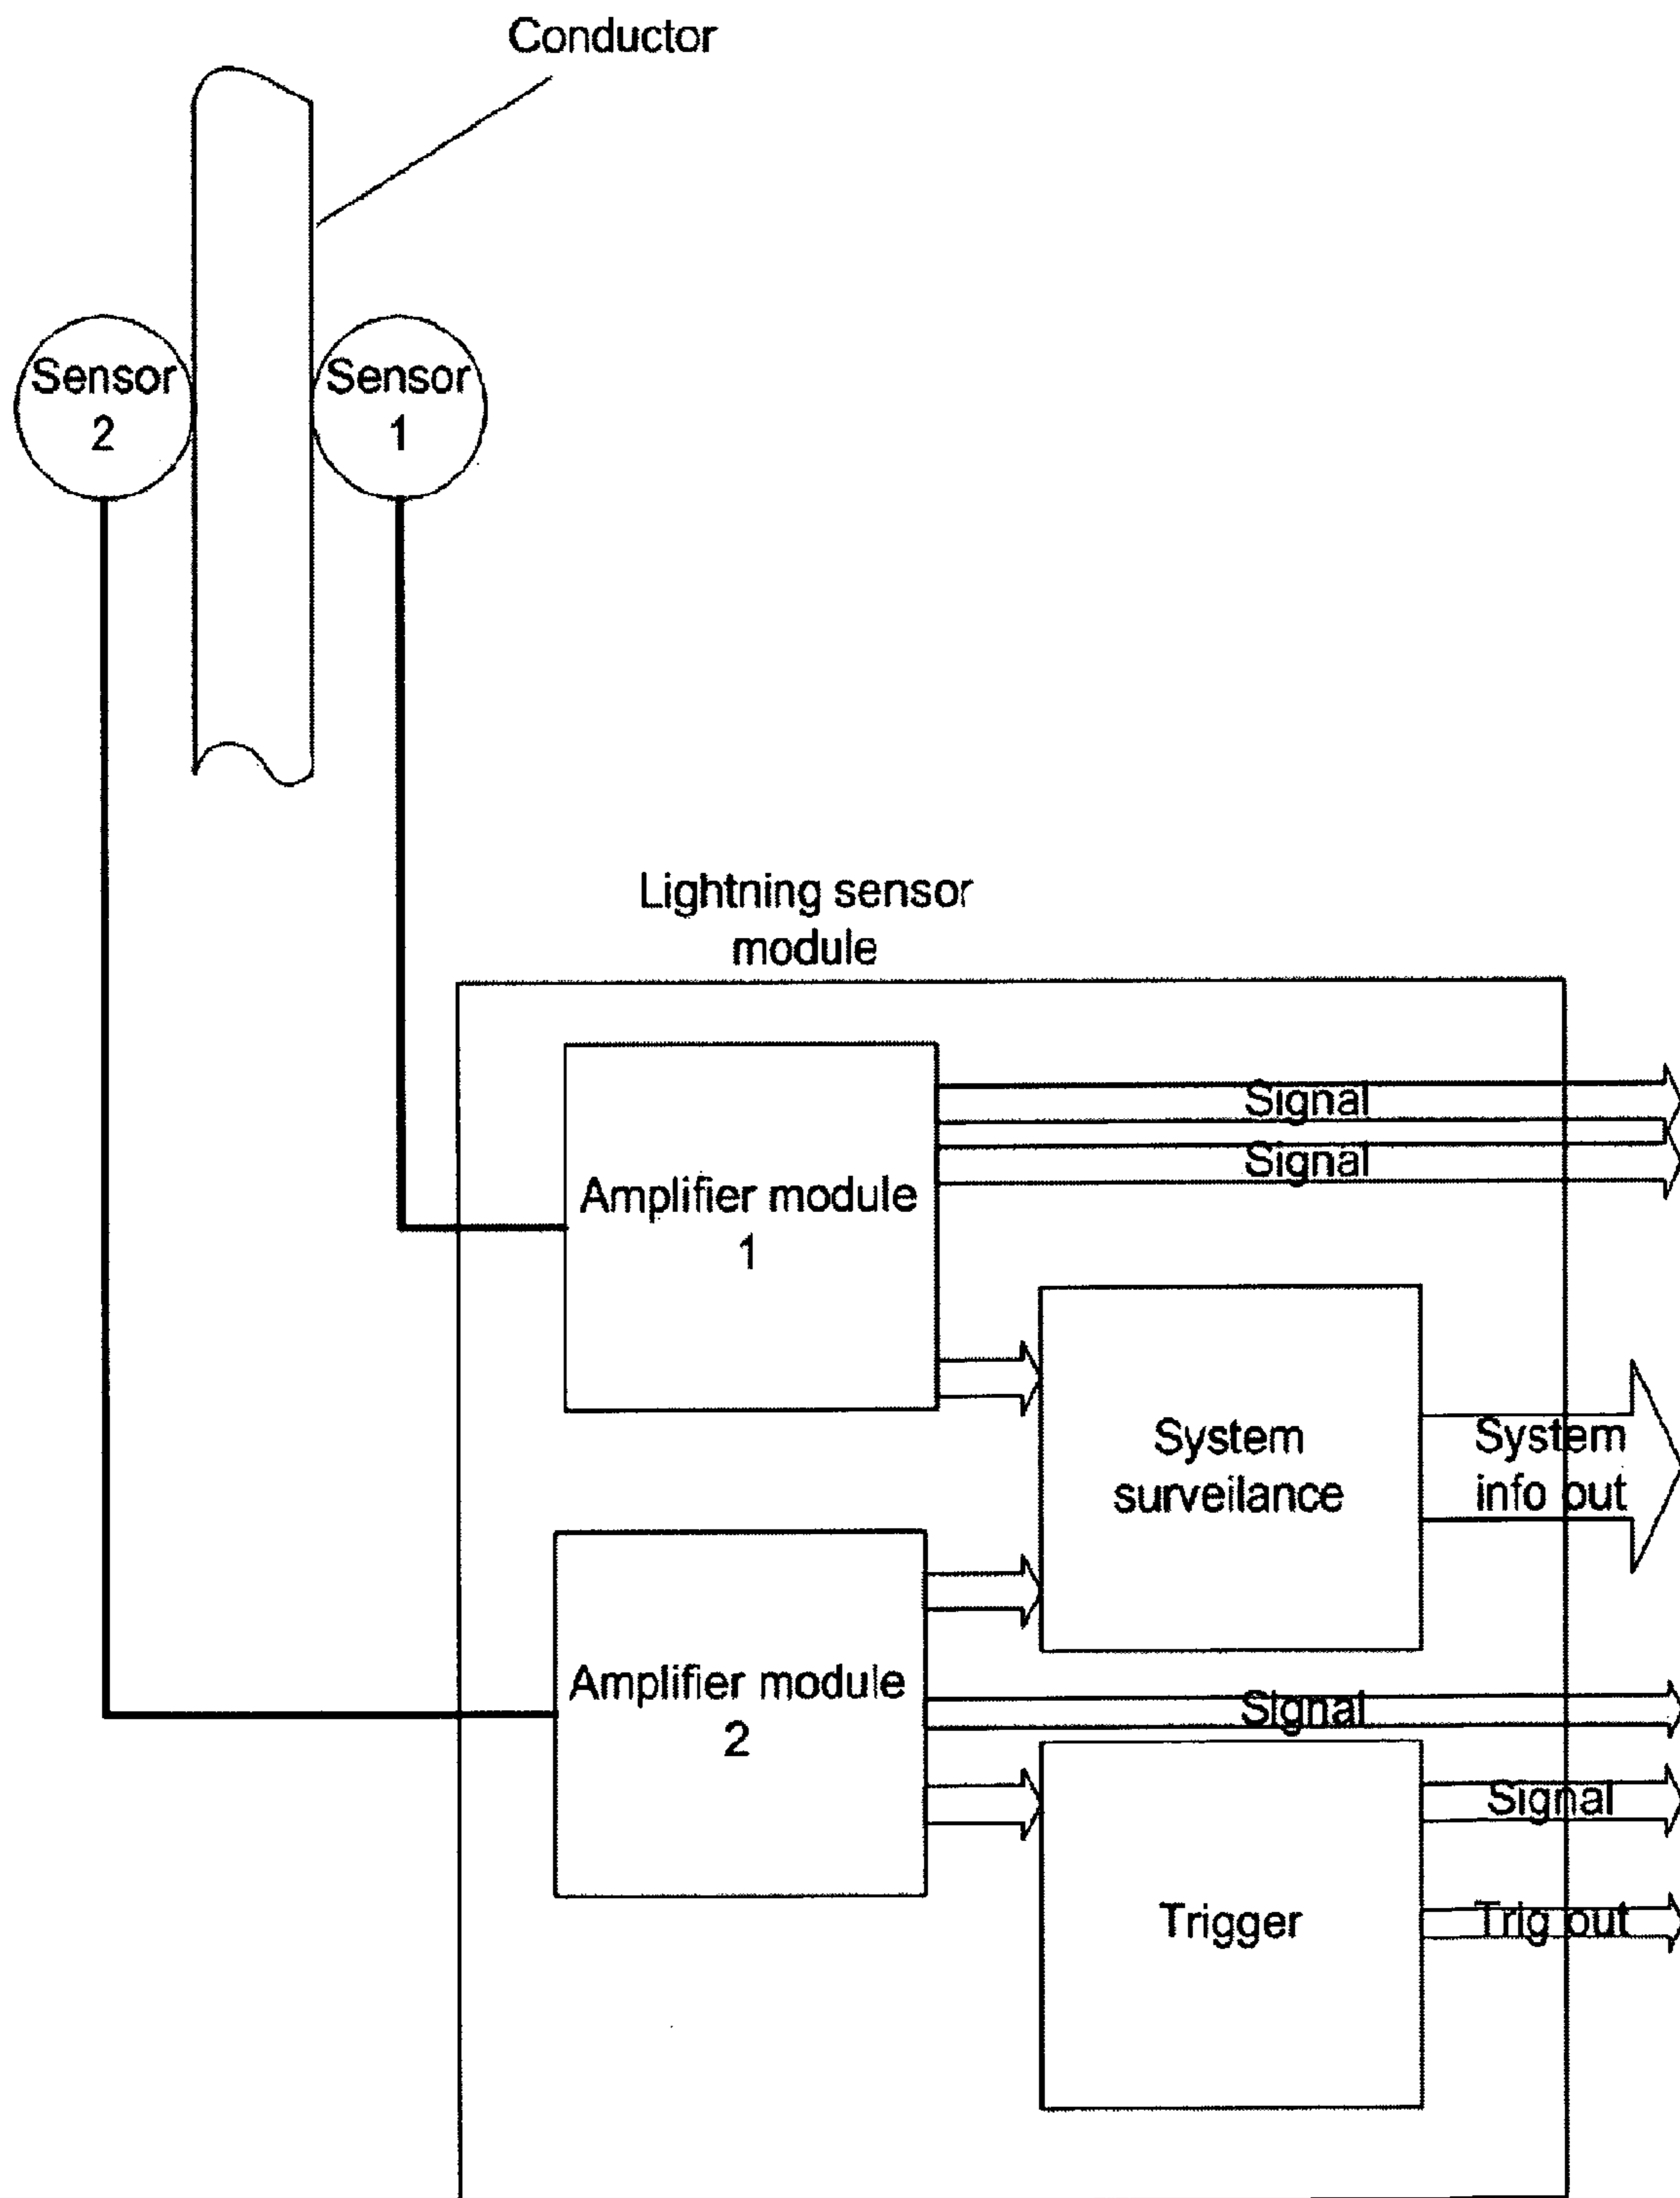 Conductor
Sensor
2
Sensor
1
Lightning sensor
module
Signal
Signal
Amplifier module
1
System
surveilance
System
info out
Amplifier module
2
Signal
Signal
Trigger
Trig out